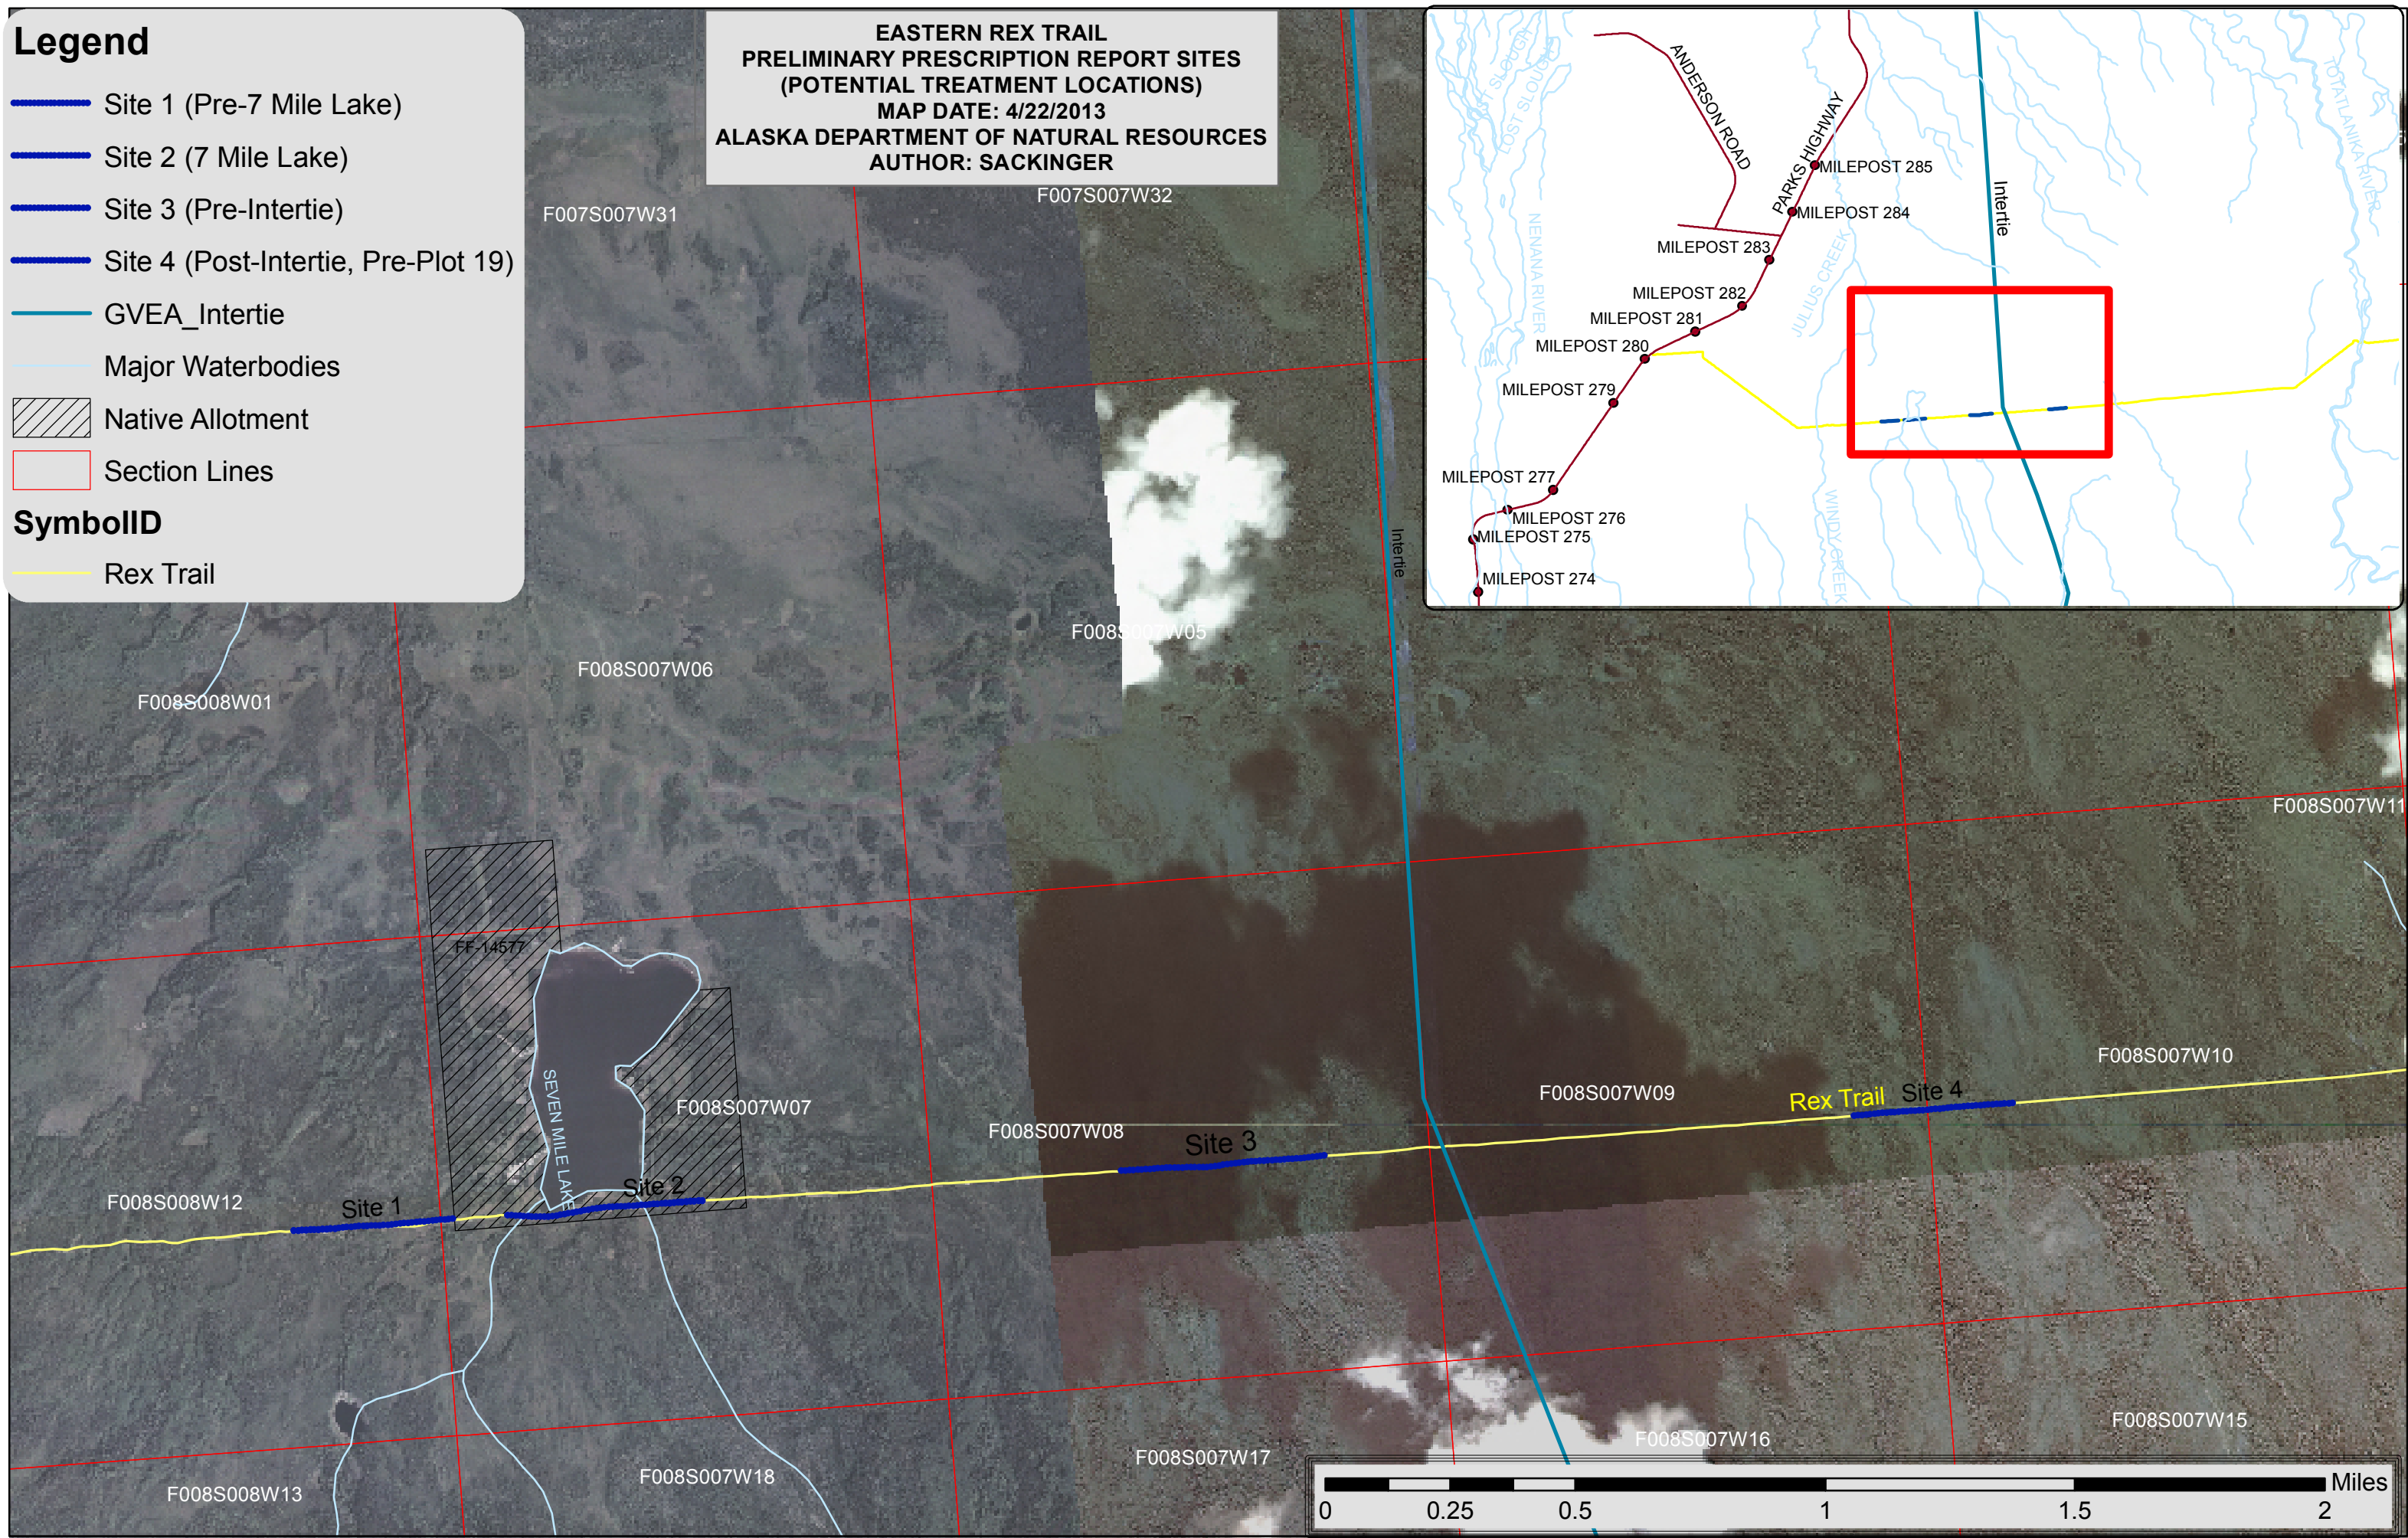 Legend
Site 1 (Pre-7 Mile Lake)
Site 2 (7 Mile Lake)
Site 3 (Pre-Intertie)
Site 4 (Post-Intertie, Pre-Plot 19)
GVEA_Intertie
Major Waterbodies
Native Allotment
Section Lines
SymbolID
Rex Trail
EASTERN REX TRAIL
PRELIMINARY PRESCRIPTION REPORT SITES
(POTENTIAL TREATMENT LOCATIONS)
MAP DATE: 4/22/2013
ALASKA DEPARTMENT OF NATURAL RESOURCES
AUTHOR: SACKINGER
LOST SLOUGH
ANDERSON ROAD
PARKS HIGHWAY
MILEPOST 285
MILEPOST 284
MILEPOST 283
MILEPOST 282
MILEPOST 281
MILEPOST 280
MILEPOST 279
MILEPOST 277
MILEPOST 276
MILEPOST 275
MILEPOST 274
NENANA RIVER
JULIUS CREEK
WINDY CREEK
Intertie
TOTATLANIKA RIVER
F007S007W31
F007S007W32
Intertie
F008S007W05
F008S007W06
F008S008W01
F008S007W11
FF-14577
SEVEN MILE LAKE
F008S007W07
F008S007W08
F008S007W09
F008S007W10
Rex Trail
Site 4
Site 3
Site 2
Site 1
F008S008W12
F008S008W13
F008S007W18
F008S007W17
F008S007W16
F008S007W15
Miles
0 0.25 0.5 1 1.5 2